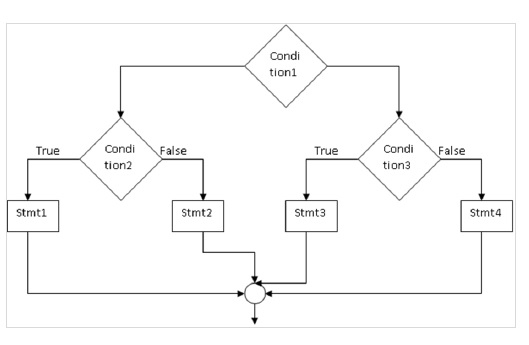 Condi
tion1
True
Condi
tion2
False
True
Condi
tion3
False
Stmt1
Stmt2
Stmt3
Stmt4